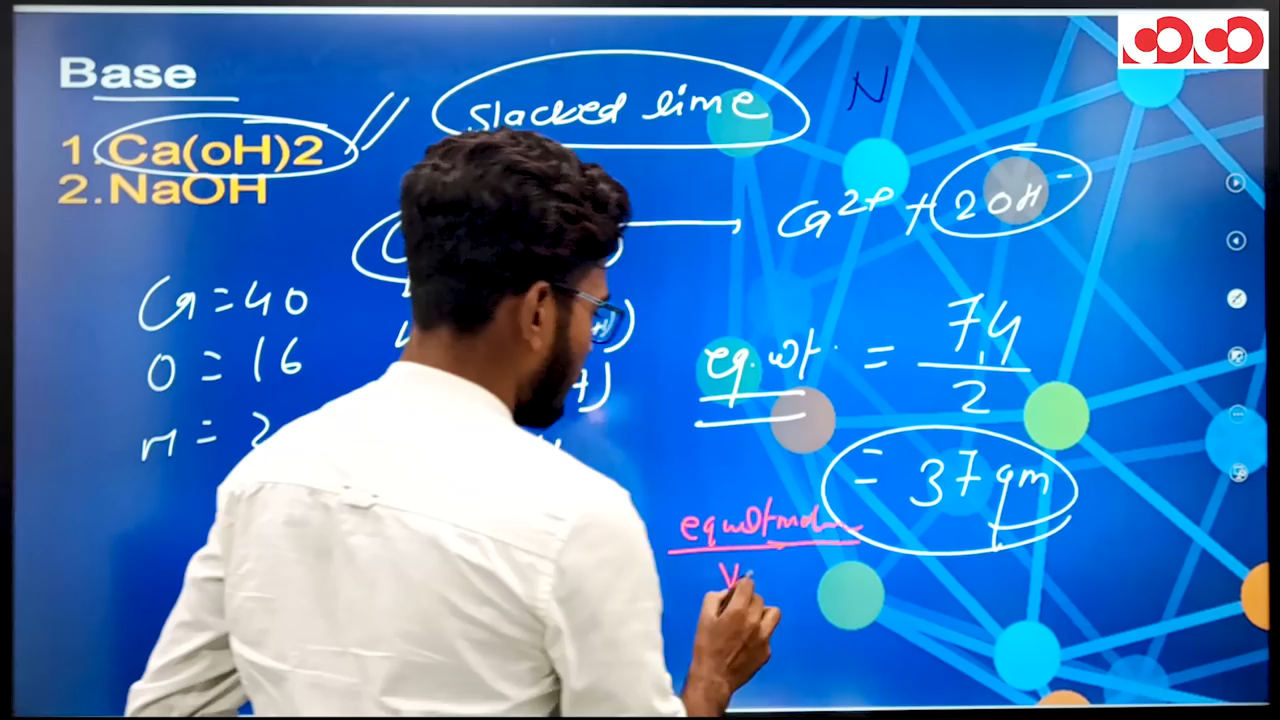 Base
Slacked lime
N
1.Ca(oH)2
2.NaOH
Ca2+ + 2OH-
Ca = 40
O = 16
eq. wt. = 74
2
= 37 gm